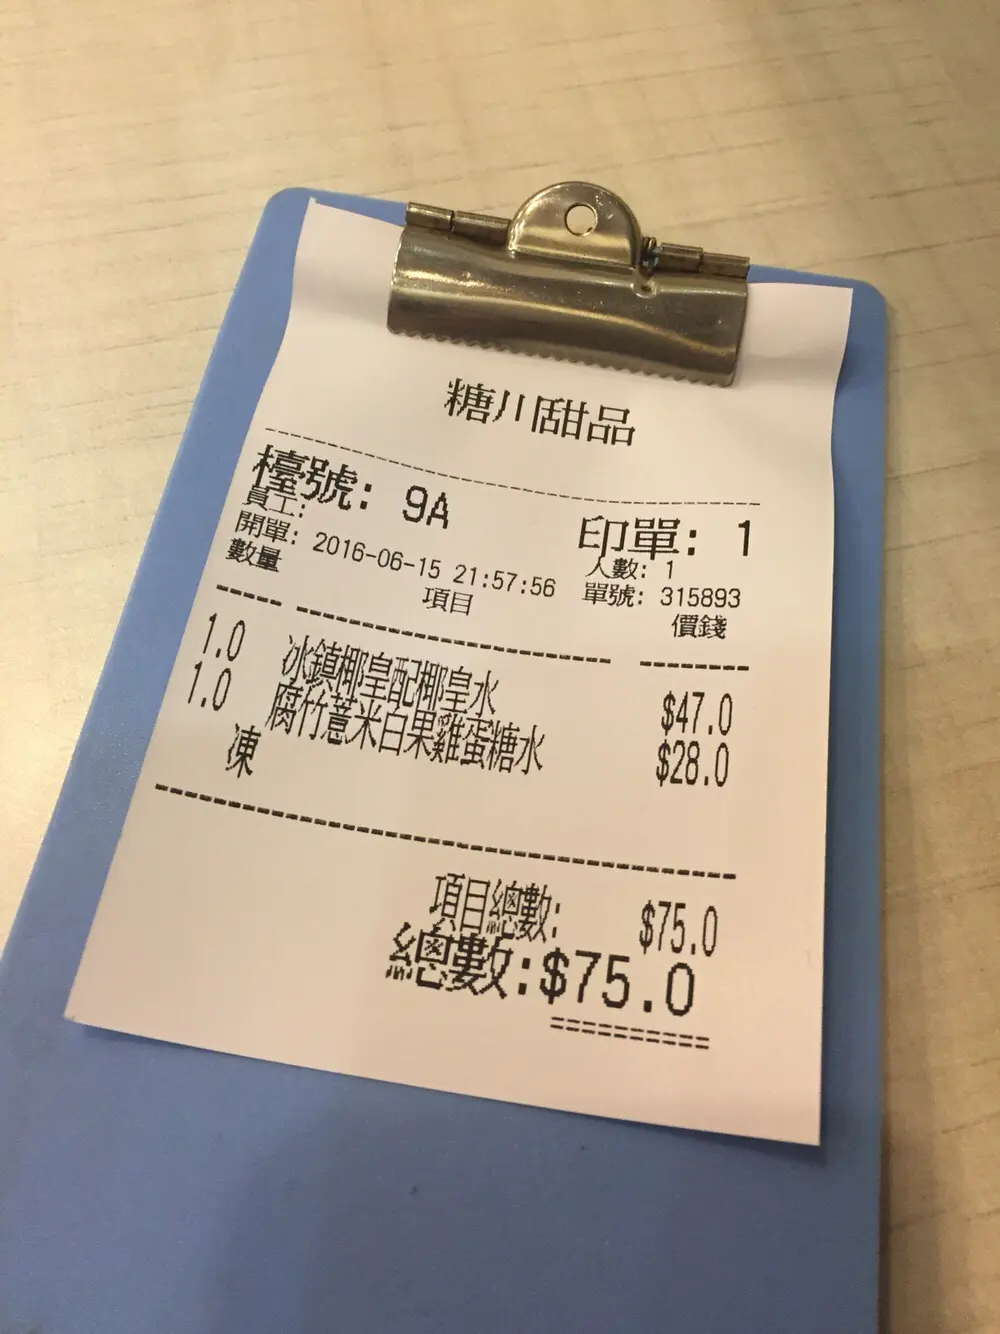 糖川甜品
檯號: 9A
印單: 1
員工:
人數: 1
開單: 2016-06-15 21:57:56
單號: 315893
數量 項目 價錢
1.0 冰鎮椰皇配椰皇水 $47.0
1.0 腐竹薏米白果雞蛋糖水 $28.0
凍
項目總數: $75.0
總數:$75.0